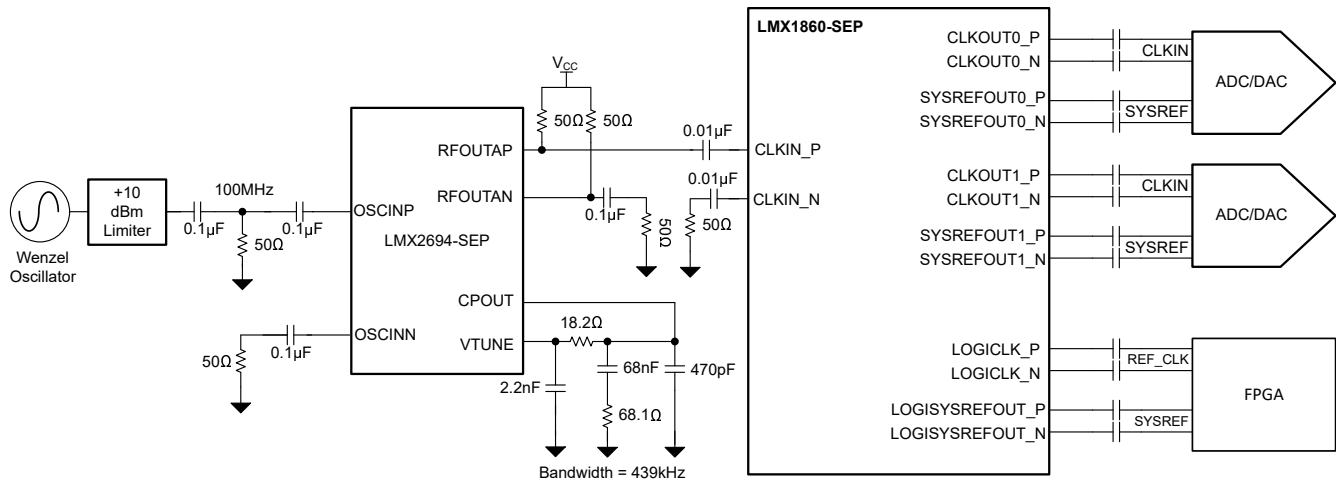 LMX1860-SEP
CLKOUT0_P
CLKOUT0_N
CLKIN
SYSREFOUT0_P
SYSREFOUT0_N
SYSREF
ADC/DAC
VCC
50Ω
50Ω
RFOUTAP
0.01µF
CLKIN_P
RFOUTAN
0.01µF
CLKIN_N
CLKOUT1_P
CLKOUT1_N
CLKIN
SYSREFOUT1_P
SYSREFOUT1_N
SYSREF
ADC/DAC
+10
dBm
Limiter
Wenzel
Oscillator
0.1µF
100MHz
50Ω
0.1µF
OSCINP
LMX2694-SEP
0.1µF
50Ω
50Ω
50Ω
0.1µF
OSCINN
CPOUT
VTUNE
18.2Ω
2.2nF
68nF
470pF
68.1Ω
Bandwidth = 439kHz
LOGICLK_P
LOGICLK_N
REF_CLK
LOGISYSREFOUT_P
LOGISYSREFOUT_N
SYSREF
FPGA